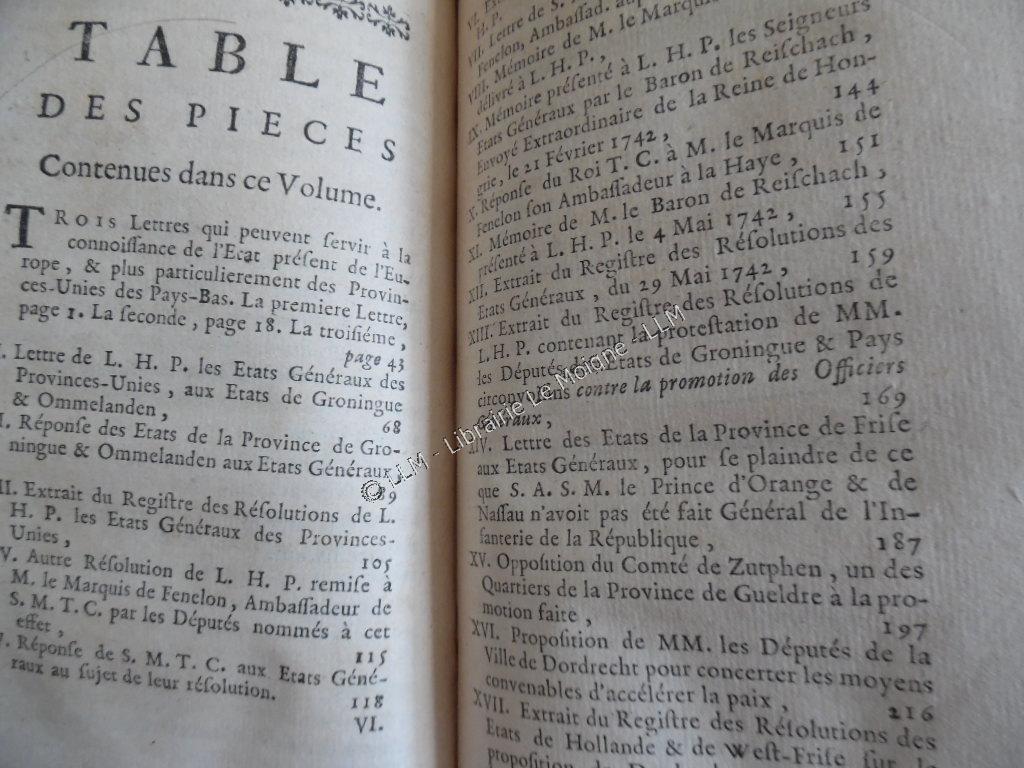 TABLE
DES PIECES
Contenues dans ce Volume.
TROIS Lettres qui peuvent ſervir à la
connoiſſance de l'Etat préſent de l'Eu-
rope, & plus particulierement des Provin-
ces-Unies des Pays-Bas. La premiere Lettre,
page 1. La ſeconde, page 18. La troiſiéme,
page 43
I. Lettre de L. H. P. les Etats Généraux des
Provinces-Unies, aux Etats de Groningue
& Ommelanden, 68
I. Réponſe des Etats de la Province de Gro-
ningue & Ommelanden aux Etats Généraux,
89
II. Extrait du Regiſtre des Réſolutions de L.
H. P. les Etats Généraux des Provinces-
Unies, 105
V. Autre Réſolution de L. H. P. remiſe à
M. le Marquis de Fenelon, Ambaſſadeur de
S. M. T. C. par les Députés nommés à cet
effet, 115
. Réponſe de S. M. T. C. aux Etats Géné-
raux au ſujet de leur réſolution. 118
VI.
VI.
VII. Lettre de S.
Fenelon, Ambaſſad.
VIII. Mémoire de M. le Marquis
délivré à L. H. P.,
IX. Mémoire préſenté à L. H. P. les Seigneurs
Etats Généraux par le Baron de Reiſchach,
Envoyé Extraordinaire de la Reine de Hon-
grie, le 21 Février 1742, 144
X. Réponſe du Roi T. C. à M. le Marquis de
Fenelon ſon Ambaſſadeur à la Haye, 151
XI. Mémoire de M. le Baron de Reiſchach,
préſenté à L. H. P. le 4 Mai 1742, 155
XII. Extrait du Regiſtre des Réſolutions des
Etats Généraux, du 29 Mai 1742, 159
XIII. Extrait du Regiſtre des Réſolutions de
L. H. P. contenant la proteſtation de MM.
les Députés des Etats de Groningue & Pays
circonvoiſins contre la promotion des Officiers
Généraux, 169
XIV. Lettre des Etats de la Province de Friſe
aux Etats Généraux, pour ſe plaindre de ce
que S. A. S. M. le Prince d'Orange & de
Naſſau n'avoit pas été fait Général de l'In-
fanterie de la République, 187
XV. Oppoſition du Comté de Zutphen, un des
Quartiers de la Province de Gueldre à la pro-
motion faite, 197
XVI. Propoſition de MM. les Députés de la
Ville de Dordrecht pour concerter les moyens
convenables d'accélérer la paix, 216
XVII. Extrait du Regiſtre des Réſolutions des
Etats de Hollande & de Weſt-Friſe ſur la
propoſition
© LLM - Librairie Le Moigne - LLM